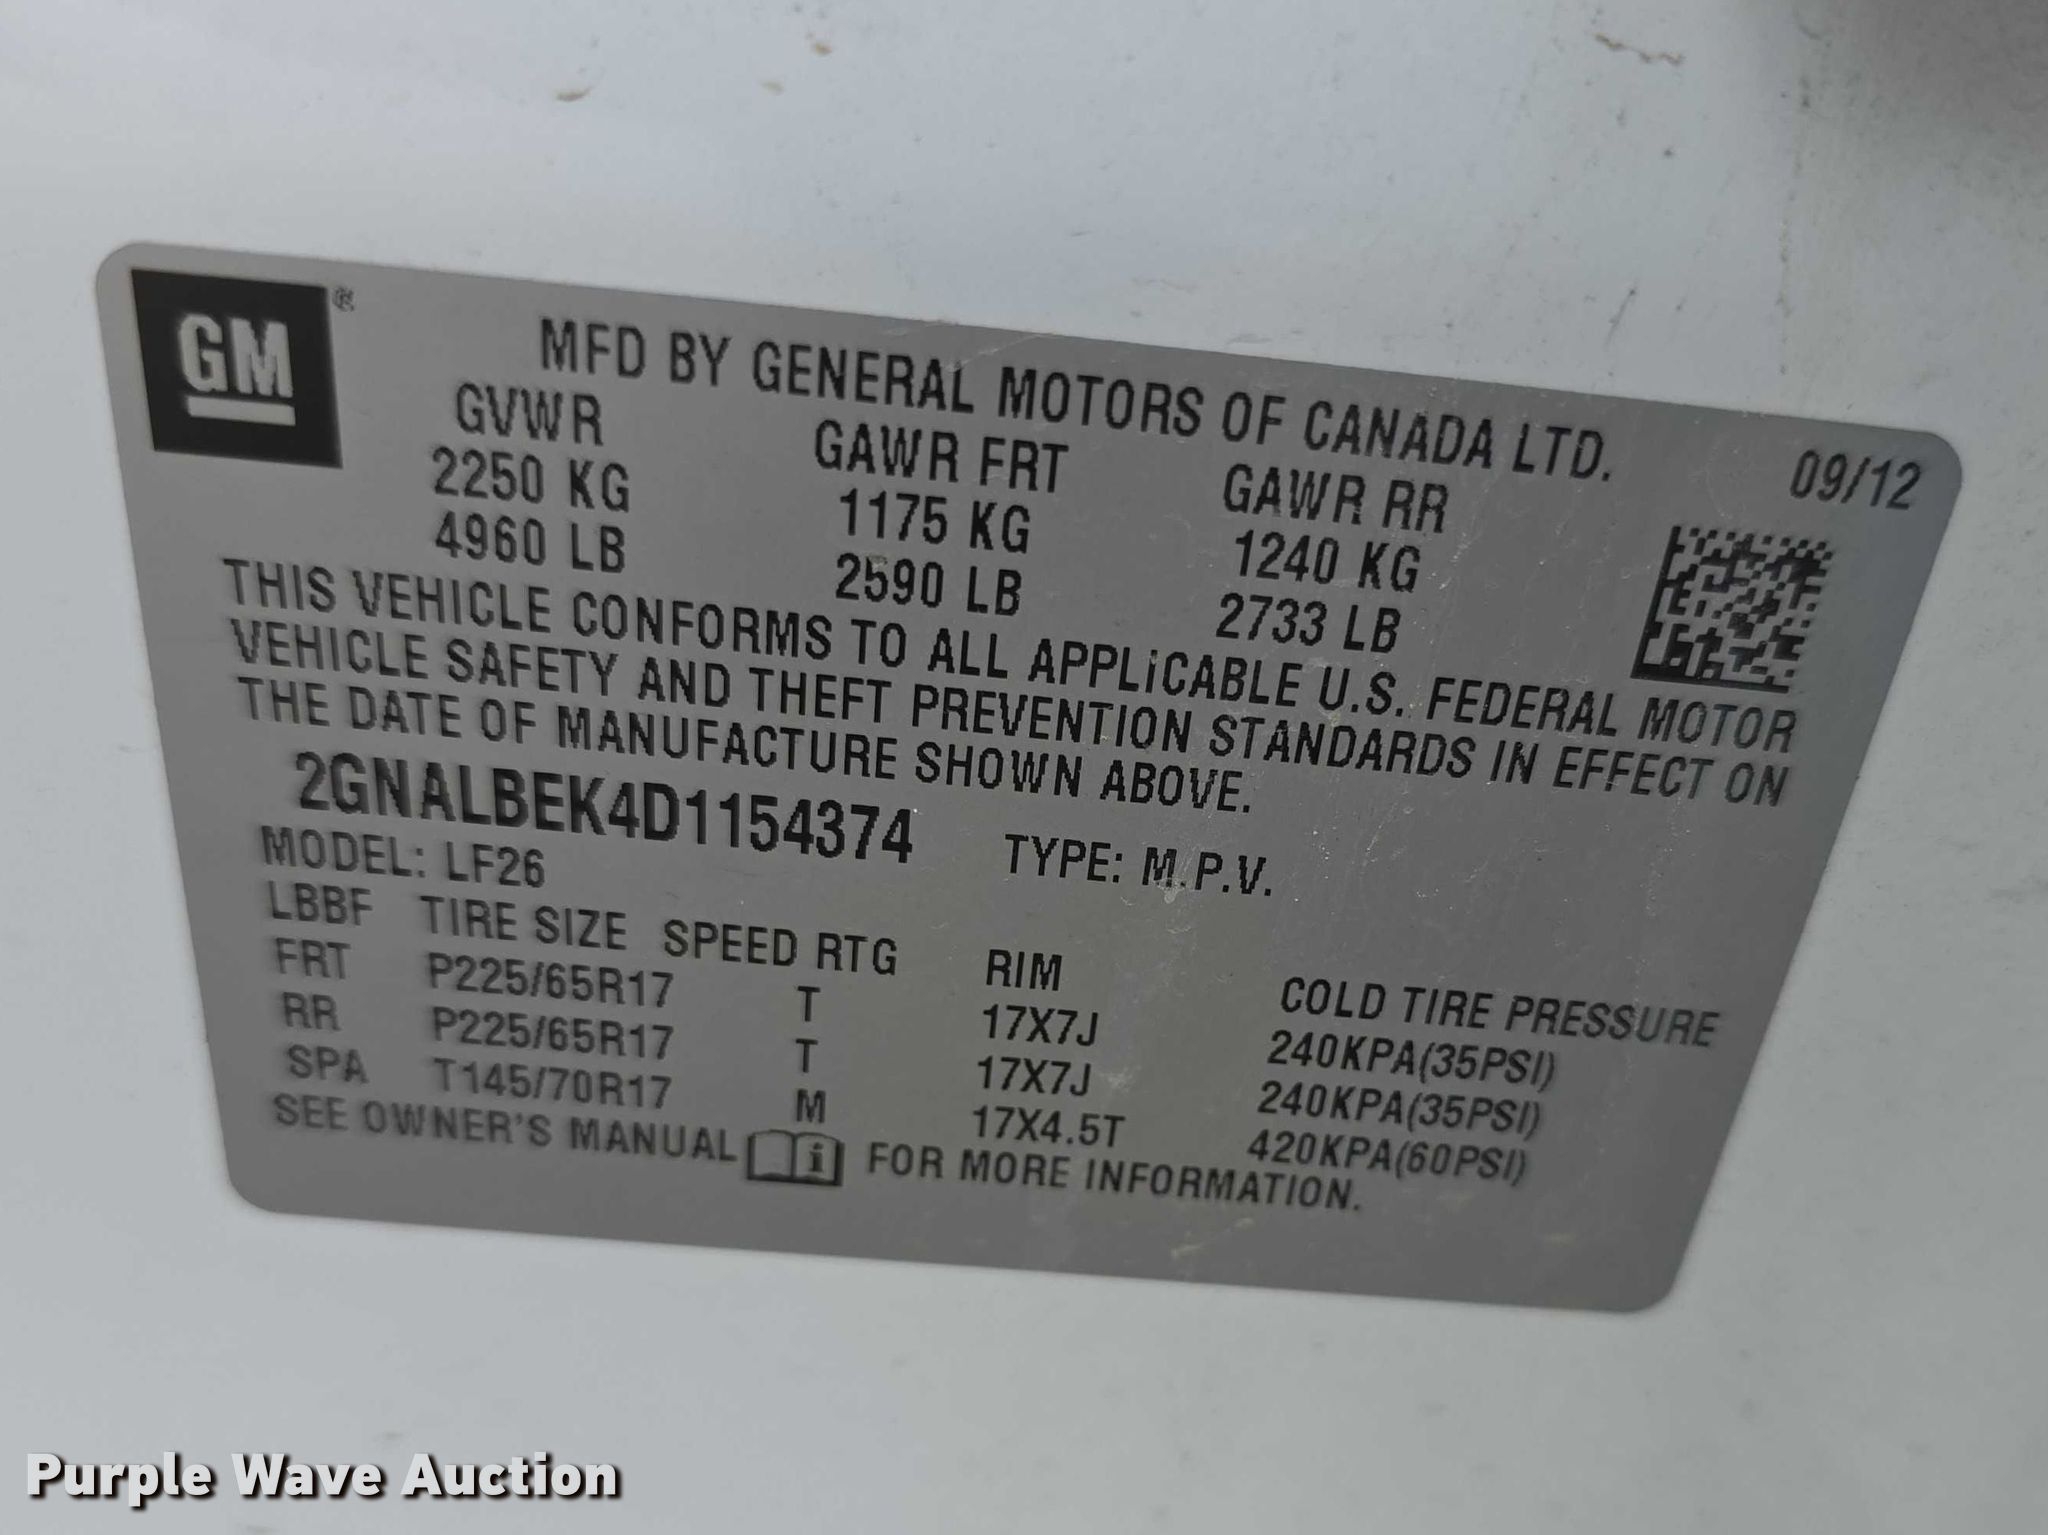 GM®
MFD BY GENERAL MOTORS OF CANADA LTD.
09/12
GVWR GAWR FRT GAWR RR
2250 KG 1175 KG 1240 KG
4960 LB 2590 LB 2733 LB
THIS VEHICLE CONFORMS TO ALL APPLiCABLE U.S. FEDERAL MOTOR
VEHICLE SAFETY AND THEFT PREVENTION STANDARDS IN EFFECT ON
THE DATE OF MANUFACTURE SHOWN ABOVE.
2GNALBEK4D1154374 TYPE: M.P.V.
MODEL: LF26
LBBF TIRE SIZE SPEED RTG RIM COLD TIRE PRESSURE
FRT P225/65R17 T 17X7J 240KPA(35PSI)
RR P225/65R17 T 17X7J 240KPA(35PSI)
SPA T145/70R17 M 17X4.5T 420KPA(60PSI)
SEE OWNER'S MANUAL i FOR MORE INFORMATION.
Purple Wave Auction